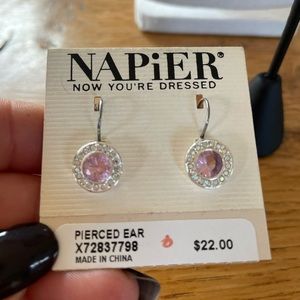 NAPiER®
NOW YOU'RE DRESSED
PIERCED EAR
X72837798
$22.00
MADE IN CHINA